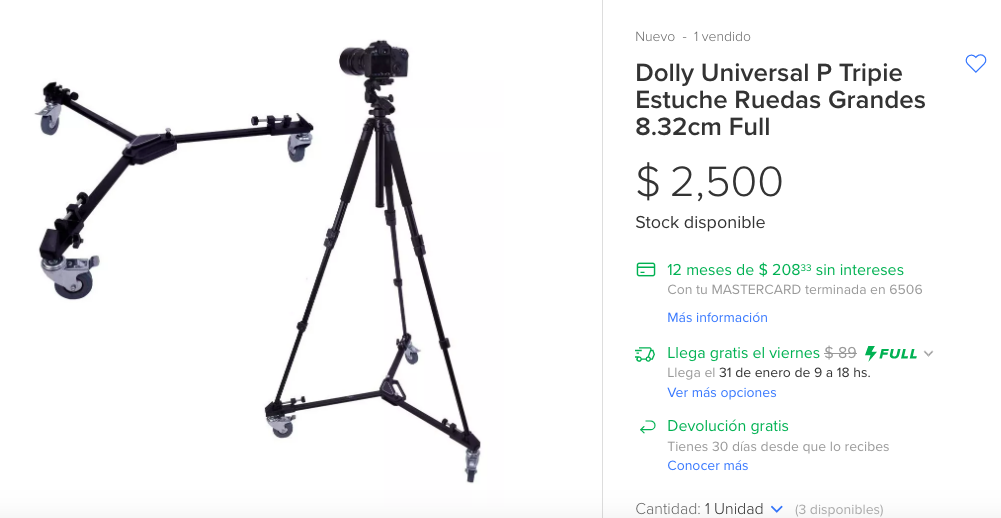 Nuevo - 1 vendido
Dolly Universal P Tripie
Estuche Ruedas Grandes
8.32cm Full
$ 2,500
Stock disponible
12 meses de $ 208³³ sin intereses
Con tu MASTERCARD terminada en 6506
Más información
Llega gratis el viernes $ 89 FULL
Llega el 31 de enero de 9 a 18 hs.
Ver más opciones
Devolución gratis
Tienes 30 días desde que lo recibes
Conocer más
Cantidad: 1 Unidad (3 disponibles)